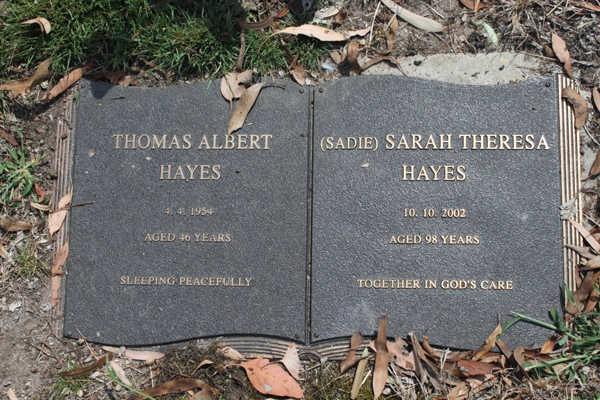 THOMAS ALBERT
HAYES
4. 4. 1954
AGED 46 YEARS
SLEEPING PEACEFULLY
(SADIE) SARAH THERESA
HAYES
10. 10. 2002
AGED 98 YEARS
TOGETHER IN GOD'S CARE